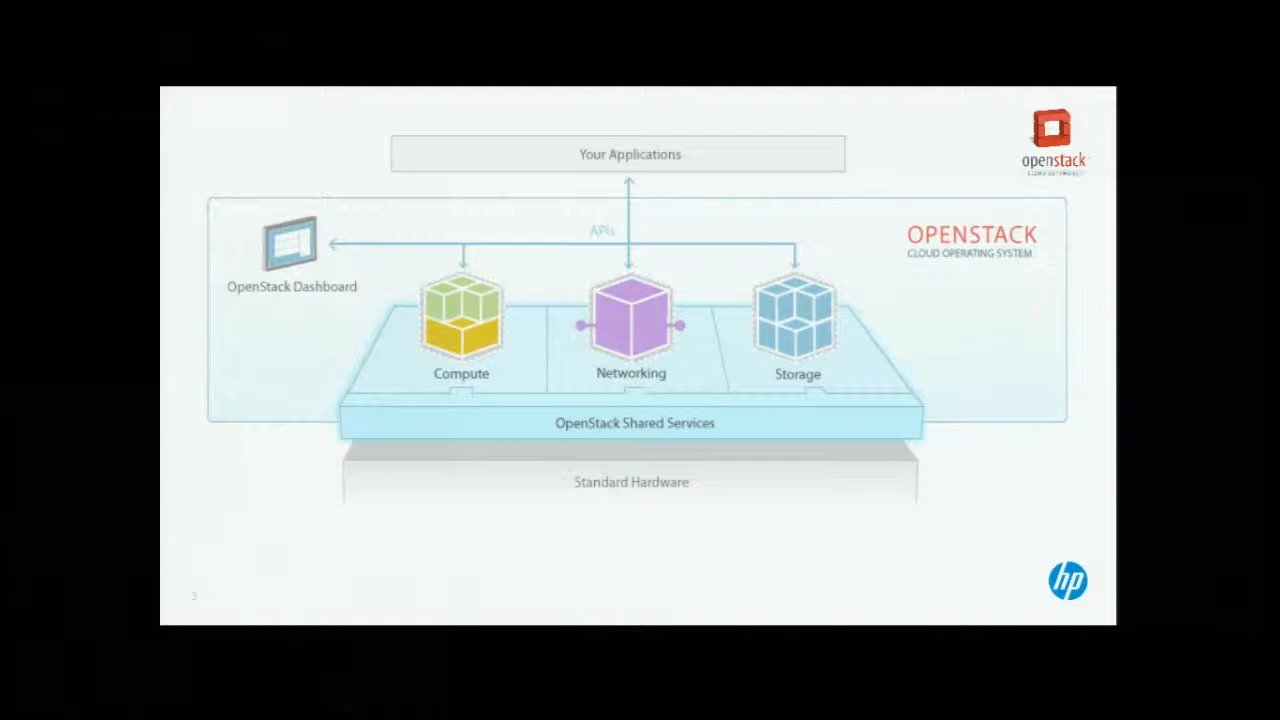 openstack
Your Applications
APIs
OPENSTACK
CLOUD OPERATING SYSTEM
OpenStack Dashboard
Compute
Networking
Storage
OpenStack Shared Services
Standard Hardware
hp
3